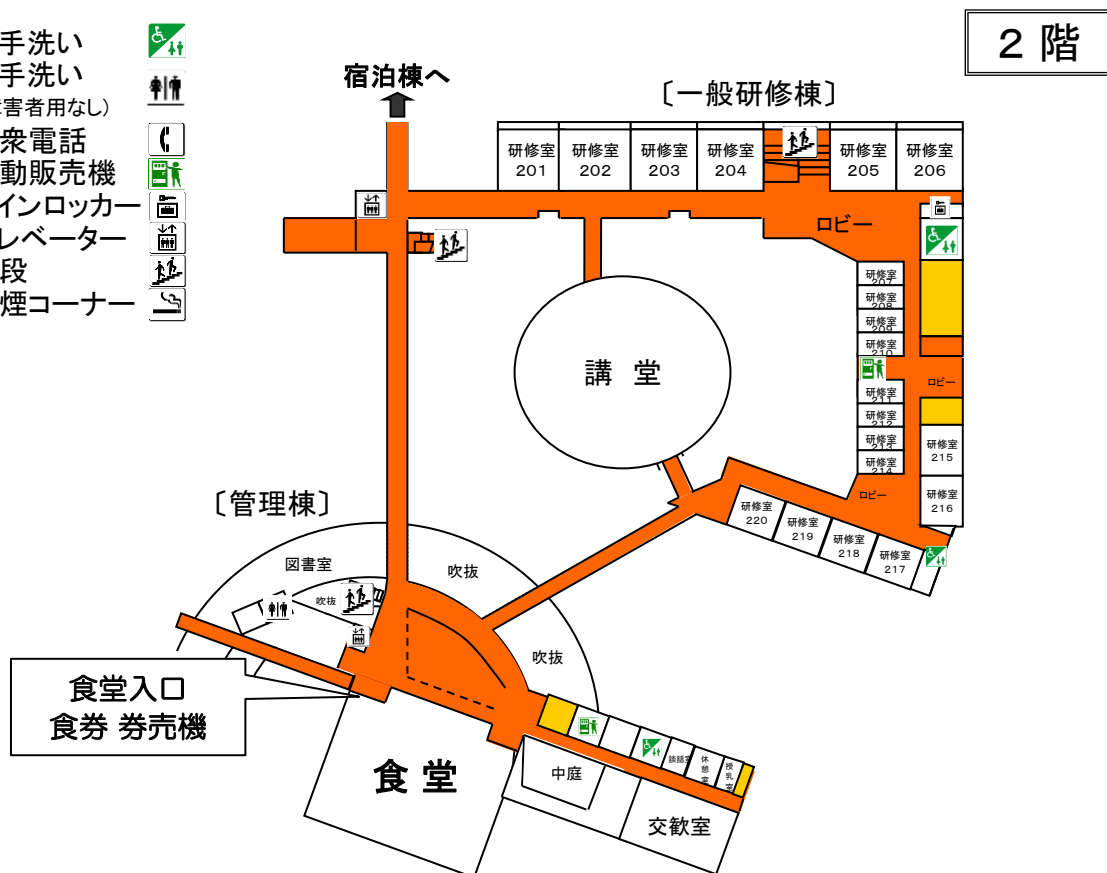 ２階
手洗い
手洗い
害者用なし）
衆電話
動販売機
インロッカー
レベーター
段
煙コーナー
宿泊棟へ
〔一般研修棟〕
研修室
201
研修室
202
研修室
203
研修室
204
研修室
205
研修室
206
ロビー
研修室
207
研修室
208
研修室
209
研修室
210
研修室
211
研修室
212
研修室
213
研修室
214
ロビー
研修室
215
研修室
216
ロビー
研修室
220
研修室
219
研修室
218
研修室
217
講 堂
〔管理棟〕
図書室
吹抜
吹抜
吹抜
食堂入口
食券 券売機
食 堂
中庭
談話室
休憩室
授乳室
交歓室